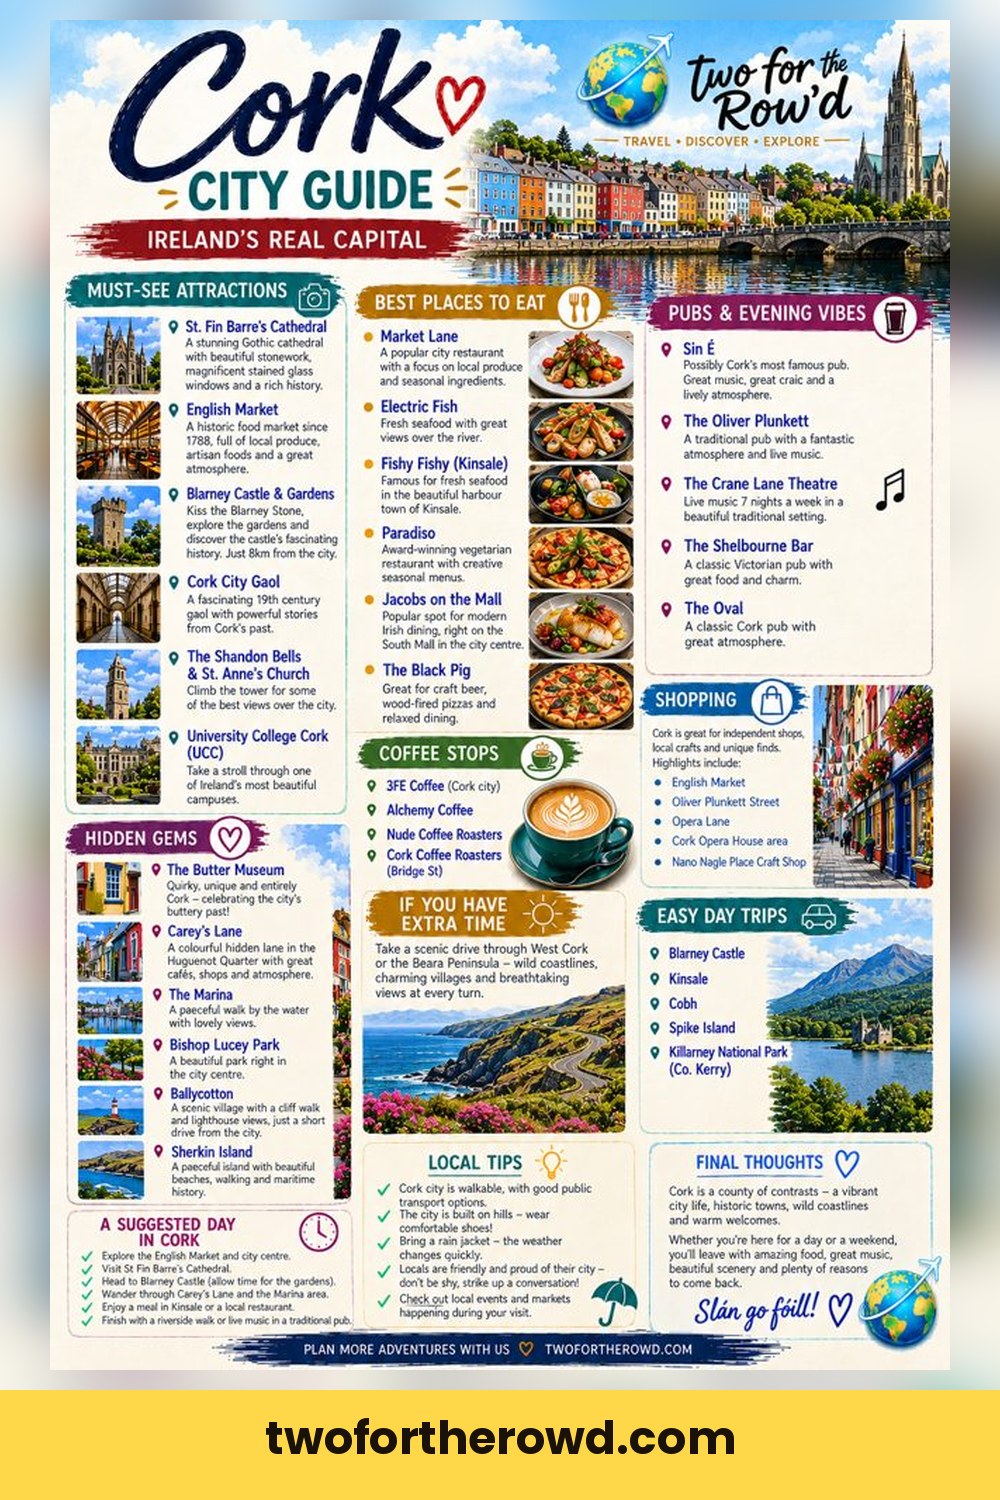 Cork
CITY GUIDE
IRELAND'S REAL CAPITAL
two for the
Row'd
TRAVEL • DISCOVER • EXPLORE
MUST-SEE ATTRACTIONS
St. Fin Barre's Cathedral
A stunning Gothic cathedral
with beautiful stonework,
magnificent stained glass
windows and a rich history.
English Market
A historic food market since
1788, full of local produce,
artisan foods and a great
atmosphere.
Blarney Castle & Gardens
Kiss the Blarney Stone,
explore the gardens and
discover the castle's fascinating
history. Just 8km from the city.
Cork City Gaol
A fascinating 19th century
gaol with powerful stories
from Cork's past.
The Shandon Bells
& St. Anne's Church
Climb the tower for some
of the best views over the city.
University College Cork
(UCC)
Take a stroll through one
of Ireland's most beautiful
campuses.
HIDDEN GEMS
The Butter Museum
Quirky, unique and entirely
Cork – celebrating the city's
buttery past!
Carey's Lane
A colourful hidden lane in the
Huguenot Quarter with great
cafés, shops and atmosphere.
The Marina
A paeceful walk by the water
with lovely views.
Bishop Lucey Park
A beautiful park right in
the city centre.
Ballycotton
A scenic village with a cliff walk
and lighthouse views, just a short
drive from the city.
Sherkin Island
A paeceful island with beautiful
beaches, walking and maritime
history.
A SUGGESTED DAY
IN CORK
Explore the English Market and city centre.
Visit St Fin Barre's Cathedral.
Head to Blarney Castle (allow time for the gardens).
Wander through Carey's Lane and the Marina area.
Enjoy a meal in Kinsale or a local restaurant.
Finish with a riverside walk or live music in a traditional pub.
BEST PLACES TO EAT
Market Lane
A popular city restaurant
with a focus on local produce
and seasonal ingredients.
Electric Fish
Fresh seafood with great
views over the river.
Fishy Fishy (Kinsale)
Famous for fresh seafood
in the beautiful harbour
town of Kinsale.
Paradiso
Award-winning vegetarian
restaurant with creative
seasonal menus.
Jacobs on the Mall
Popular spot for modern
Irish dining, right on the
South Mall in the city centre.
The Black Pig
Great for craft beer,
wood-fired pizzas and
relaxed dining.
COFFEE STOPS
3FE Coffee (Cork city)
Alchemy Coffee
Nude Coffee Roasters
Cork Coffee Roasters
(Bridge St)
IF YOU HAVE
EXTRA TIME
Take a scenic drive through West Cork
or the Beara Peninsula – wild coastlines,
charming villages and breathtaking
views at every turn.
LOCAL TIPS
Cork city is walkable, with good public
transport options.
The city is built on hills – wear
comfortable shoes!
Bring a rain jacket – the weather
changes quickly.
Locals are friendly and proud of their city –
don't be shy, strike up a conversation!
Check out local events and markets
happening during your visit.
PUBS & EVENING VIBES
Sin É
Possibly Cork's most famous pub.
Great music, great craic and a
lively atmosphere.
The Oliver Plunkett
A traditional pub with a fantastic
atmosphere and live music.
The Crane Lane Theatre
Live music 7 nights a week in a
beautiful traditional setting.
The Shelbourne Bar
A classic Victorian pub with
great food and charm.
The Oval
A classic Cork pub with
great atmosphere.
SHOPPING
Cork is great for independent shops,
local crafts and unique finds.
Highlights include:
English Market
Oliver Plunkett Street
Opera Lane
Cork Opera House area
Nano Nagle Place Craft Shop
EASY DAY TRIPS
Blarney Castle
Kinsale
Cobh
Spike Island
Killarney National Park
(Co. Kerry)
FINAL THOUGHTS
Cork is a county of contrasts – a vibrant
city life, historic towns, wild coastlines
and warm welcomes.
Whether you're here for a day or a weekend,
you'll leave with amazing food, great music,
beautiful scenery and plenty of reasons
to come back.
Slán go fóill!
PLAN MORE ADVENTURES WITH US TWOFORTHEROWD.COM
twofortherowd.com